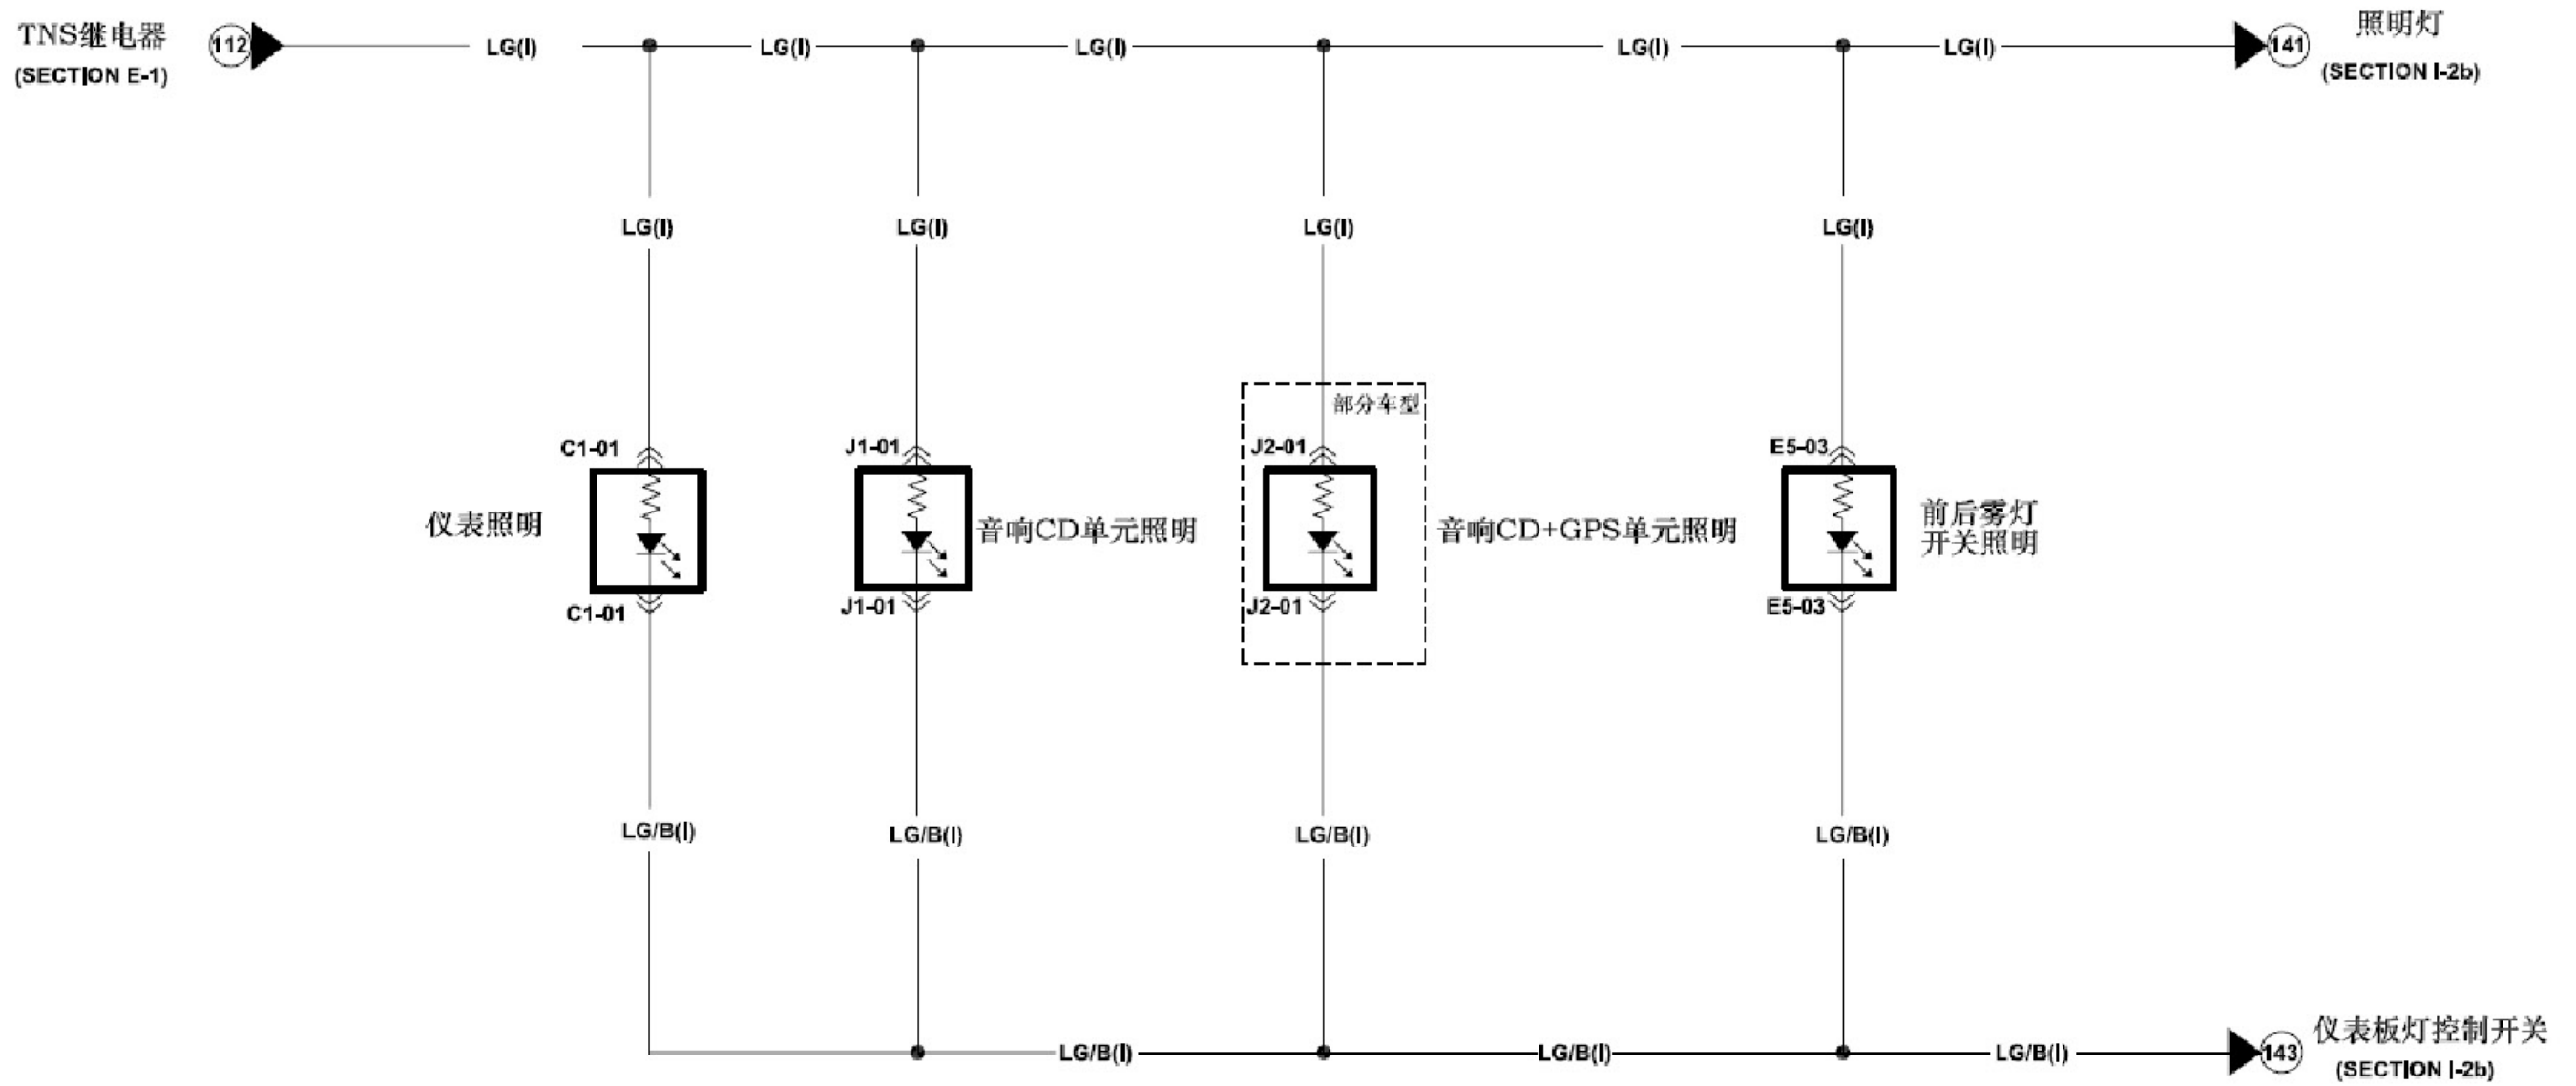 TNS继电器
(SECTION E-1)
112
LG(I)
LG(I)
LG(I)
LG(I)
LG(I)
141
照明灯
(SECTION I-2b)
LG(I)
LG(I)
LG(I)
LG(I)
部分车型
C1-01
J1-01
J2-01
E5-03
仪表照明
音响CD单元照明
音响CD+GPS单元照明
前后雾灯
开关照明
C1-01
J1-01
J2-01
E5-03
LG/B(I)
LG/B(I)
LG/B(I)
LG/B(I)
LG/B(I)
LG/B(I)
LG/B(I)
143
仪表板灯控制开关
(SECTION I-2b)